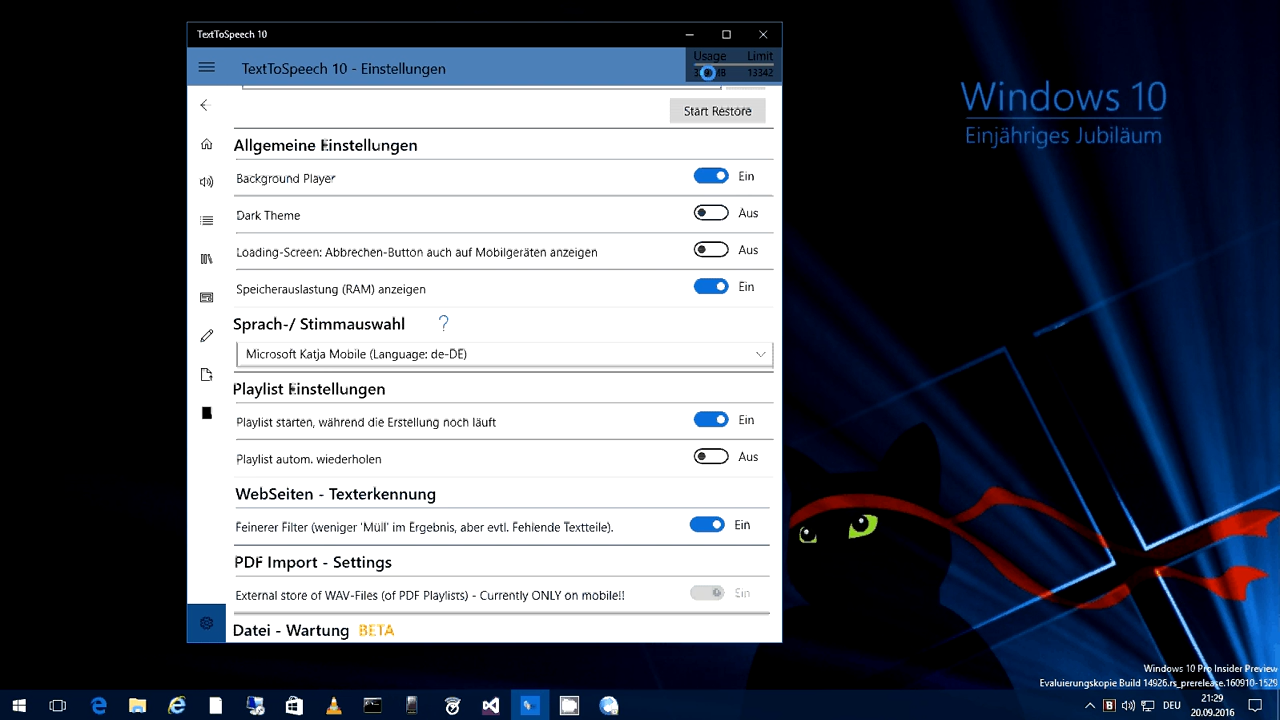 TextToSpeech 10
TextToSpeech 10 - Einstellungen
Usage Limit
MB 13342
Start Restore
Allgemeine Einstellungen
Background Player Ein
Dark Theme Aus
Loading-Screen: Abbrechen-Button auch auf Mobilgeräten anzeigen Aus
Speicherauslastung (RAM) anzeigen Ein
Sprach-/ Stimmauswahl ?
Microsoft Katja Mobile (Language: de-DE)
Playlist Einstellungen
Playlist starten, während die Erstellung noch läuft Ein
Playlist autom. wiederholen Aus
WebSeiten - Texterkennung
Feinerer Filter (weniger 'Müll' im Ergebnis, aber evtl. Fehlende Textteile). Ein
PDF Import - Settings
External store of WAV-Files (of PDF Playlists) - Currently ONLY on mobile!!
Datei - Wartung BETA
Windows 10
Einjähriges Jubiläum
Windows 10 Pro Insider Preview
Evaluierungskopie Build 14926.rs_prerelease.160910-1529
DEU
21:29
20.09.2016